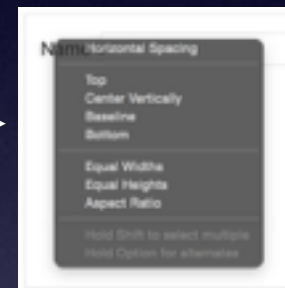 Name
Horizontal Spacing
Top
Center Vertically
Baseline
Bottom
Equal Widths
Equal Heights
Aspect Ratio
Hold Shift to select multiple
Hold Option for alternates